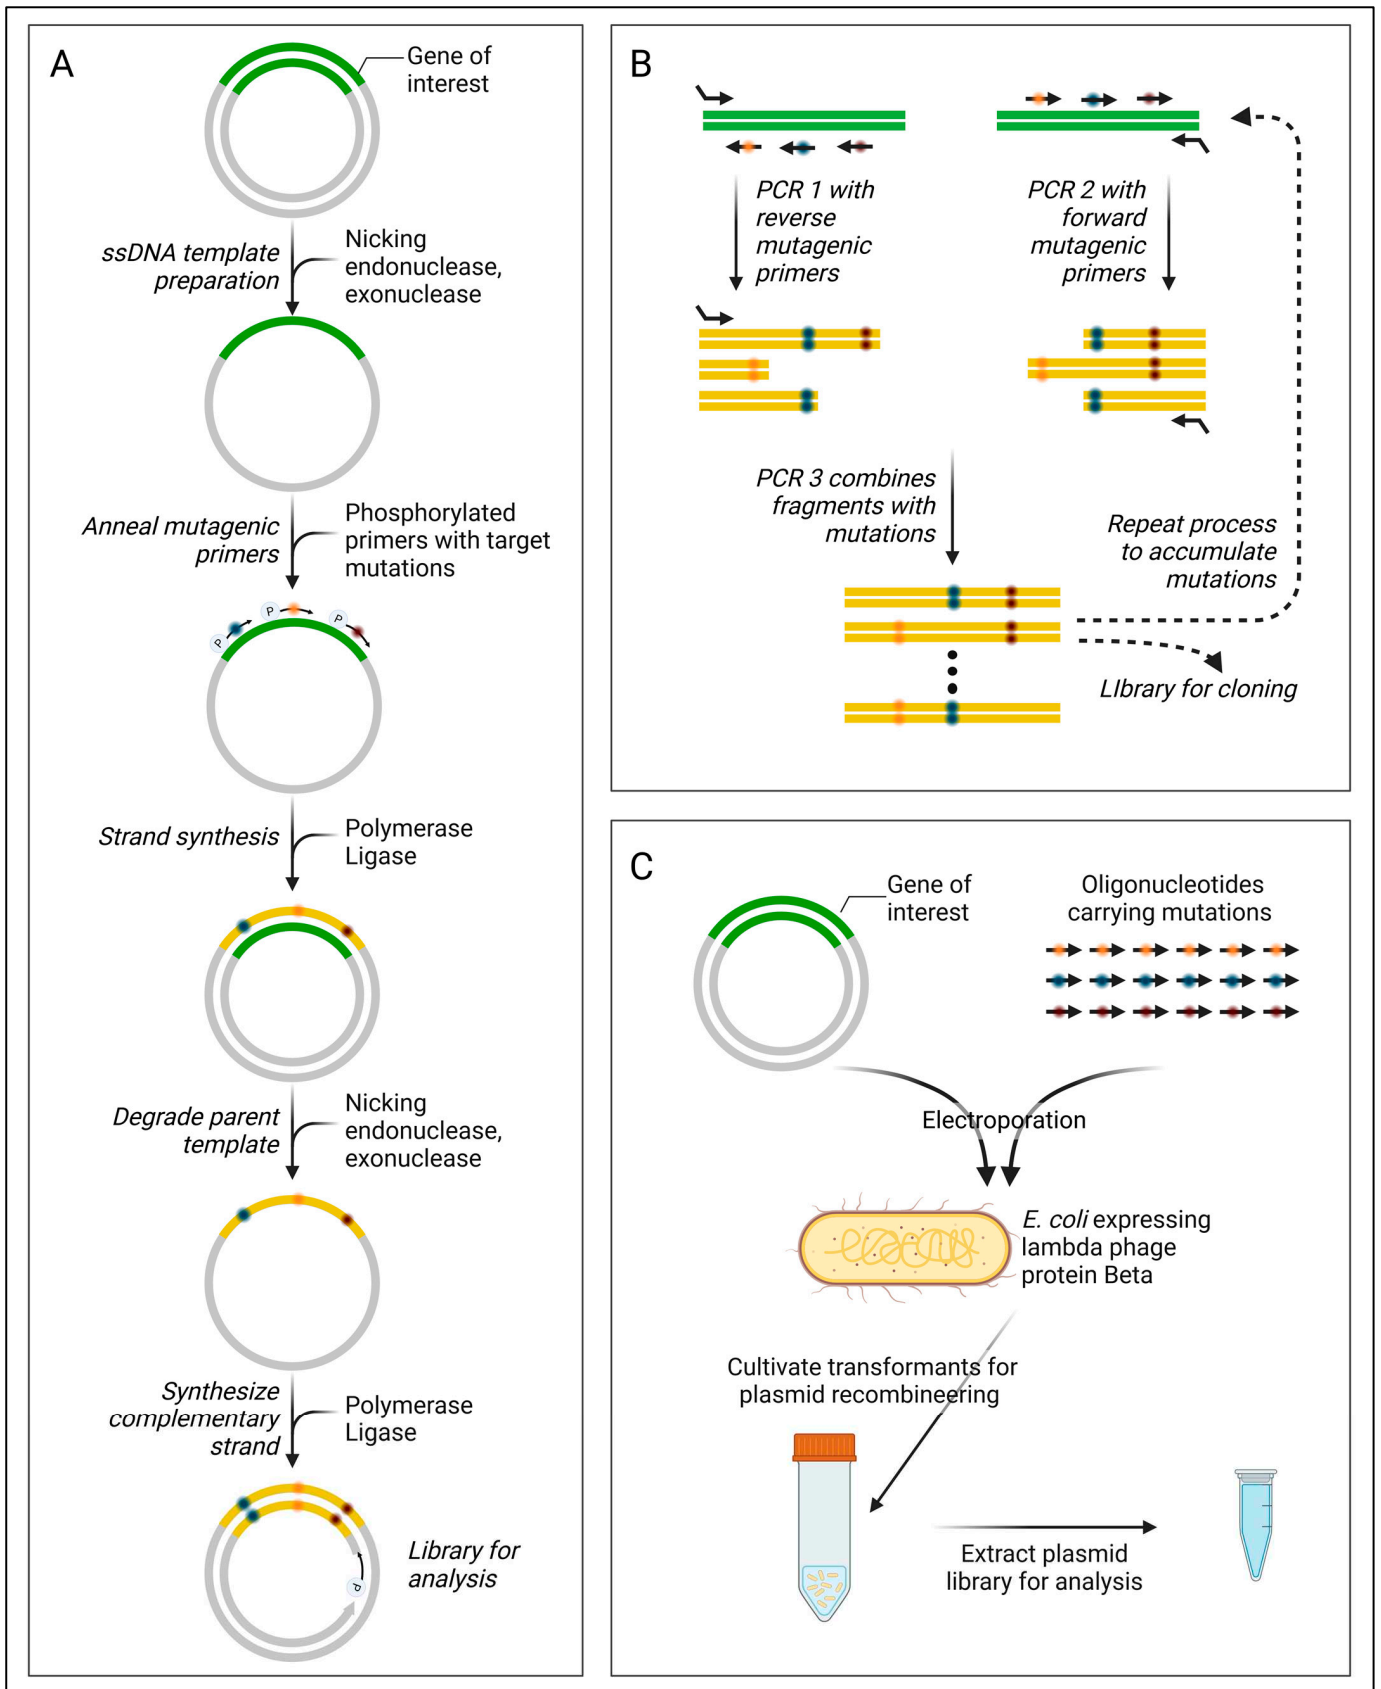 A
Gene of
interest
ssDNA template
preparation
Nicking
endonuclease,
exonuclease
Anneal mutagenic
primers
Phosphorylated
primers with target
mutations
P
P
P
Strand synthesis
Polymerase
Ligase
Degrade parent
template
Nicking
endonuclease,
exonuclease
Synthesize
complementary
strand
Polymerase
Ligase
P
Library for
analysis
B
PCR 1 with
reverse
mutagenic
primers
PCR 2 with
forward
mutagenic
primers
PCR 3 combines
fragments with
mutations
Repeat process
to accumulate
mutations
LIbrary for cloning
C
Gene of
interest
Oligonucleotides
carrying mutations
Electroporation
E. coli expressing
lambda phage
protein Beta
Cultivate transformants for
plasmid recombineering
Extract plasmid
library for analysis